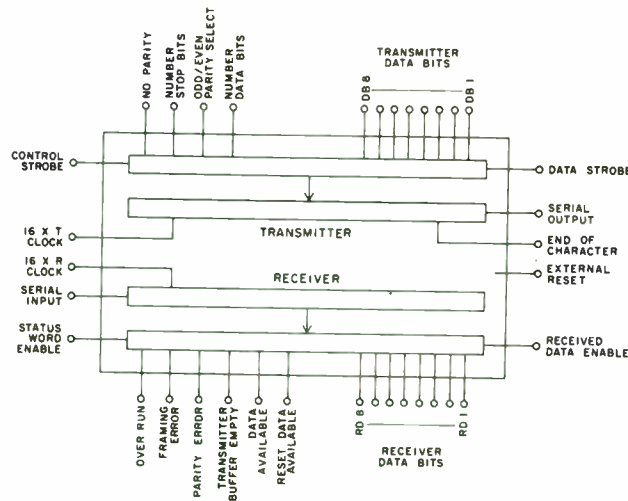 NO PARITY
NUMBER
STOP BITS
ODD/EVEN
PARITY SELECT
NUMBER
DATA BITS
TRANSMITTER
DATA BITS
DB8
DB1
CONTROL
STROBE
DATA STROBE
SERIAL
OUTPUT
16 X T
CLOCK
TRANSMITTER
END OF
CHARACTER
16 X R
CLOCK
RECEIVER
EXTERNAL
RESET
SERIAL
INPUT
STATUS
WORD
ENABLE
RECEIVED
DATA ENABLE
OVER RUN
FRAMING
ERROR
PARITY ERROR
TRANSMITTER
BUFFER EMPTY
DATA
AVAILABLE
RESET DATA
AVAILABLE
RD8
RD1
RECEIVER
DATA BITS